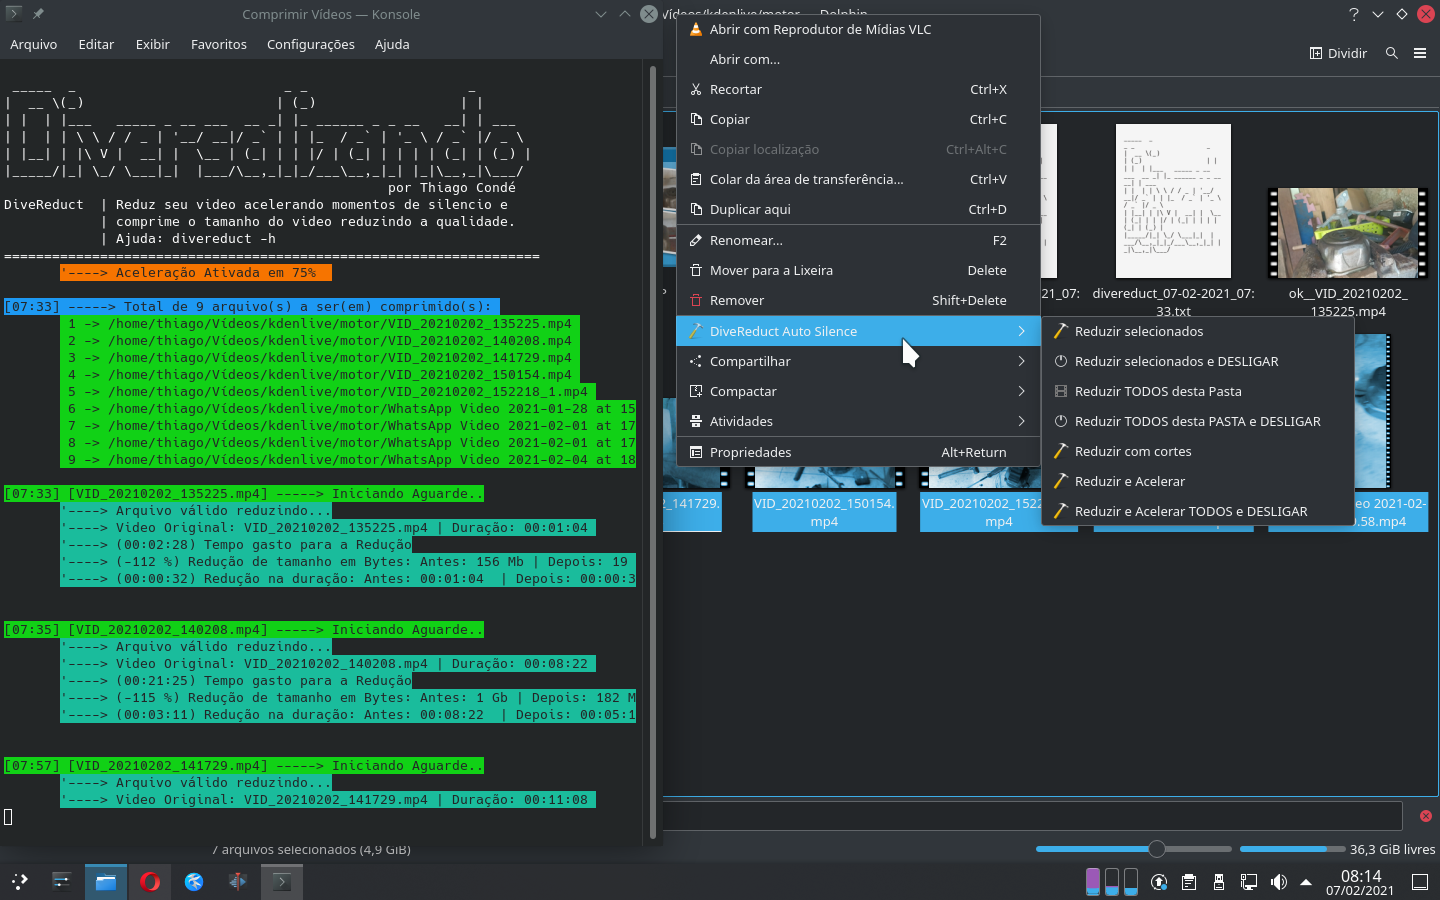 Comprimir Vídeos — Konsole
Arquivo Editar Exibir Favoritos Configurações Ajuda
por Thiago Condé
DiveReduct | Reduz seu video acelerando momentos de silencio e
| comprime o tamanho do video reduzindo a qualidade.
| Ajuda: divereduct -h
===================================================================
'----> Aceleração Ativada em 75%
[07:33] -----> Total de 9 arquivo(s) a ser(em) comprimido(s):
1 -> /home/thiago/Vídeos/kdenlive/motor/VID_20210202_135225.mp4
2 -> /home/thiago/Vídeos/kdenlive/motor/VID_20210202_140208.mp4
3 -> /home/thiago/Vídeos/kdenlive/motor/VID_20210202_141729.mp4
4 -> /home/thiago/Vídeos/kdenlive/motor/VID_20210202_150154.mp4
5 -> /home/thiago/Vídeos/kdenlive/motor/VID_20210202_152218_1.mp4
6 -> /home/thiago/Vídeos/kdenlive/motor/WhatsApp Video 2021-01-28 at 15
7 -> /home/thiago/Vídeos/kdenlive/motor/WhatsApp Video 2021-02-01 at 17
8 -> /home/thiago/Vídeos/kdenlive/motor/WhatsApp Video 2021-02-01 at 17
9 -> /home/thiago/Vídeos/kdenlive/motor/WhatsApp Video 2021-02-04 at 18
[07:33] [VID_20210202_135225.mp4] -----> Iniciando Aguarde..
'----> Arquivo válido reduzindo...
'----> Video Original: VID_20210202_135225.mp4 | Duração: 00:01:04
'----> (00:02:28) Tempo gasto para a Redução
'----> (-112 %) Redução de tamanho em Bytes: Antes: 156 Mb | Depois: 19
'----> (00:00:32) Redução na duração: Antes: 00:01:04  | Depois: 00:00:3
[07:35] [VID_20210202_140208.mp4] -----> Iniciando Aguarde..
'----> Arquivo válido reduzindo...
'----> Video Original: VID_20210202_140208.mp4 | Duração: 00:08:22
'----> (00:21:25) Tempo gasto para a Redução
'----> (-115 %) Redução de tamanho em Bytes: Antes: 1 Gb | Depois: 182 M
'----> (00:03:11) Redução na duração: Antes: 00:08:22  | Depois: 00:05:1
[07:57] [VID_20210202_141729.mp4] -----> Iniciando Aguarde..
'----> Arquivo válido reduzindo...
'----> Video Original: VID_20210202_141729.mp4 | Duração: 00:11:08
Dividir
Abrir com Reprodutor de Mídias VLC
Abrir com...
Recortar Ctrl+X
Copiar Ctrl+C
Copiar localização Ctrl+Alt+C
Colar da área de transferência... Ctrl+V
Duplicar aqui Ctrl+D
Renomear... F2
Mover para a Lixeira Delete
Remover Shift+Delete
DiveReduct Auto Silence
Compartilhar
Compactar
Atividades
Propriedades Alt+Return
Reduzir selecionados
Reduzir selecionados e DESLIGAR
Reduzir TODOS desta Pasta
Reduzir TODOS desta PASTA e DESLIGAR
Reduzir com cortes
Reduzir e Acelerar
Reduzir e Acelerar TODOS e DESLIGAR
21_07:
divereduct_07-02-2021_07:
33.txt
ok__VID_20210202_
135225.mp4
2_141729.
VID_20210202_150154.
mp4
VID_20210202_152
mp4
eo 2021-02-
.58.mp4
7 arquivos selecionados (4,9 GiB)
36,3 GiB livres
08:14
07/02/2021